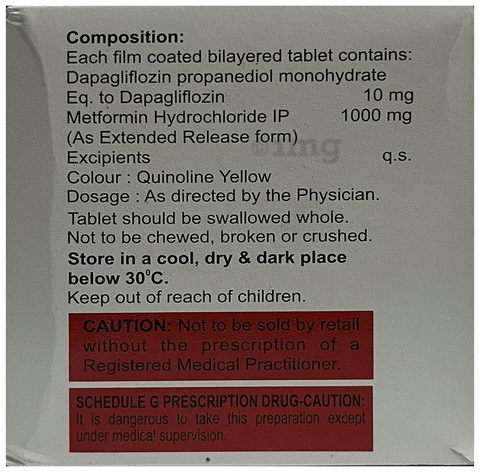 Composition:
Each film coated bilayered tablet contains:
Dapagliflozin propanediol monohydrate
Eq. to Dapagliflozin 10 mg
Metformin Hydrochloride IP 1000 mg
(As Extended Release form)
Excipients q.s.
Colour : Quinoline Yellow
Dosage : As directed by the Physician.
Tablet should be swallowed whole.
Not to be chewed, broken or crushed.
Store in a cool, dry & dark place
below 30⁰C.
Keep out of reach of children.
CAUTION: Not to be sold by retail
without the prescription of a
Registered Medical Practitioner.
SCHEDULE G PRESCRIPTION DRUG-CAUTION:
It is dangerous to take this preparation except
under medical supervision.